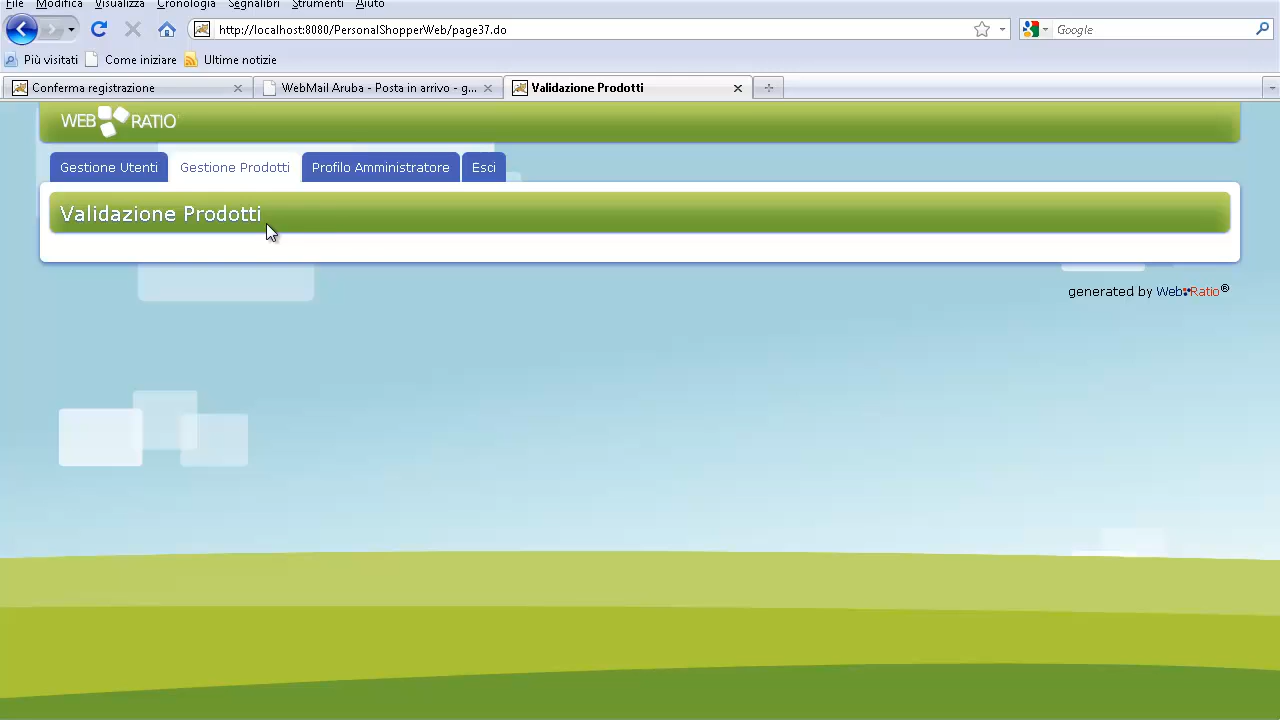 File Modifica Visualizza Cronologia Segnalibri Strumenti Aiuto
http://localhost:8080/PersonalShopperWeb/page37.do
Google
Più visitati Come iniziare Ultime notizie
Conferma registrazione WebMail Aruba - Posta in arrivo - g... Validazione Prodotti
WEB RATIO
Gestione Utenti Gestione Prodotti Profilo Amministratore Esci
Validazione Prodotti
generated by WebRatio®